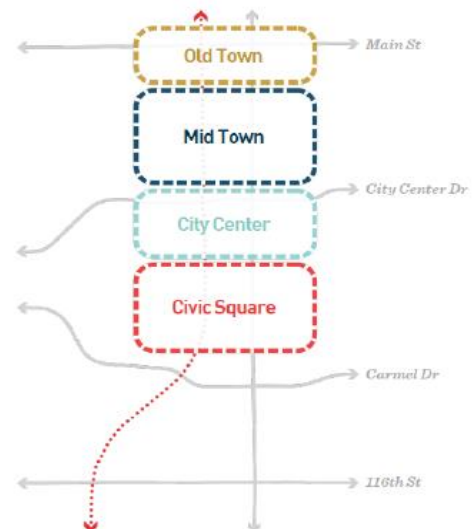 Main St
Old Town
Mid Town
City Center Dr
City Center
Civic Square
Carmel Dr
116th St